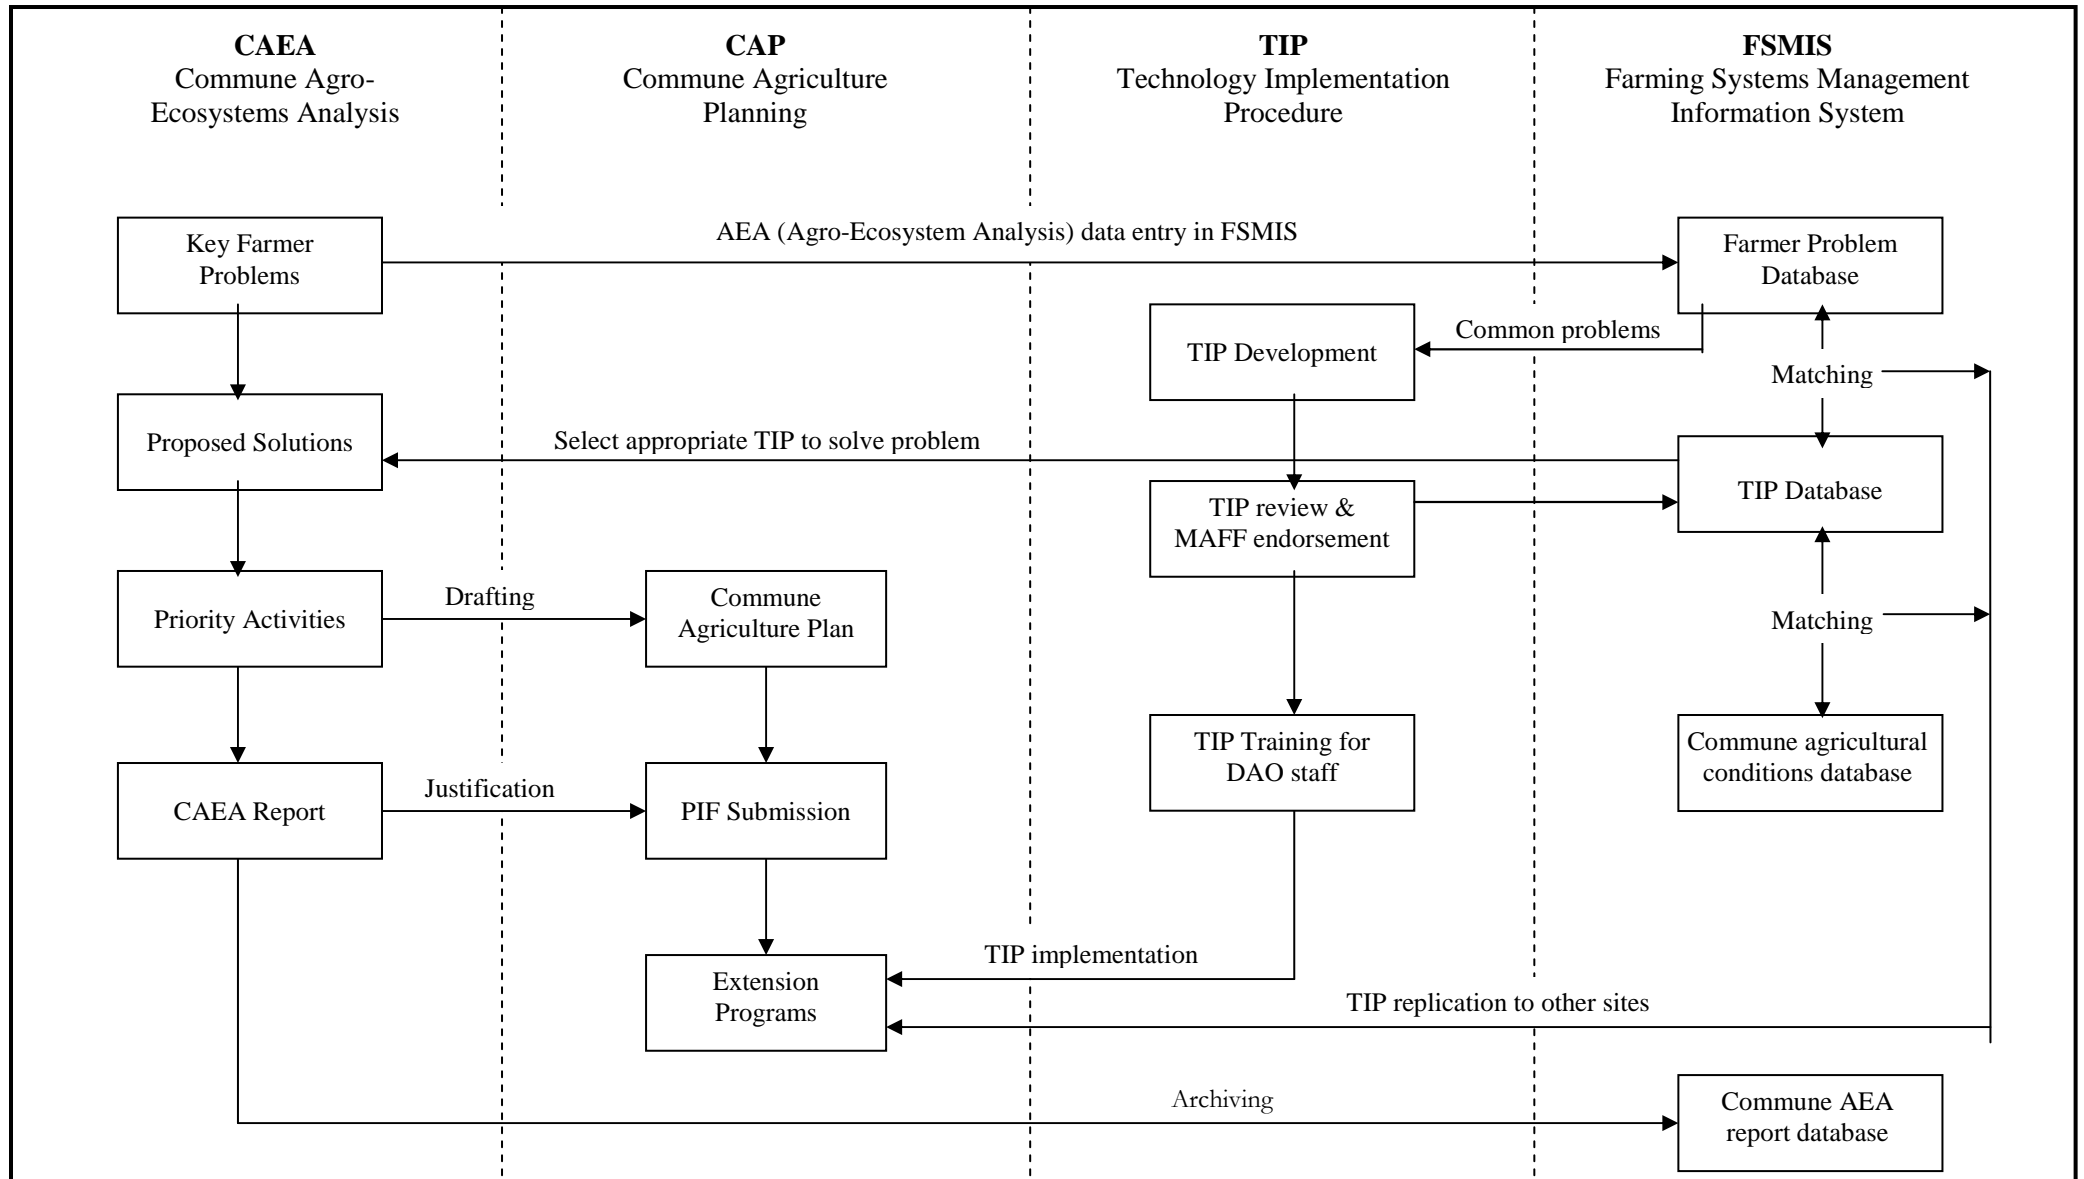 CAEA
Commune Agro-
Ecosystems Analysis
CAP
Commune Agriculture
Planning
TIP
Technology Implementation
Procedure
FSMIS
Farming Systems Management
Information System
Key Farmer
Problems
AEA (Agro-Ecosystem Analysis) data entry in FSMIS
Farmer Problem
Database
TIP Development
Common problems
Matching
Proposed Solutions
Select appropriate TIP to solve problem
TIP review &
MAFF endorsement
TIP Database
Priority Activities
Drafting
Commune
Agriculture Plan
Matching
CAEA Report
Justification
PIF Submission
TIP Training for
DAO staff
Commune agricultural
conditions database
Extension
Programs
TIP implementation
TIP replication to other sites
Archiving
Commune AEA
report database